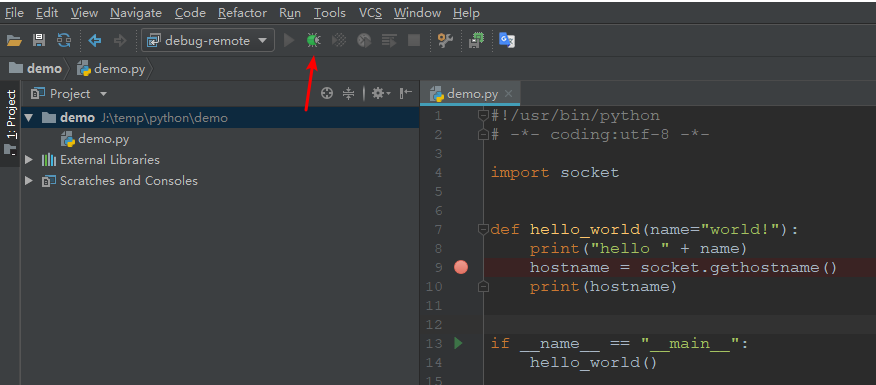 File Edit View Navigate Code Refactor Run Tools VCS Window Help
debug-remote
demo demo.py
1: Project
Project
demo J:\temp\python\demo
demo.py
External Libraries
Scratches and Consoles
demo.py
1 #!/usr/bin/python
2 # -*- coding:utf-8 -*-
3
4 import socket
5
6
7 def hello_world(name="world!"):
8 print("hello " + name)
9 hostname = socket.gethostname()
10 print(hostname)
11
12
13 if __name__ == "__main__":
14 hello_world()
15